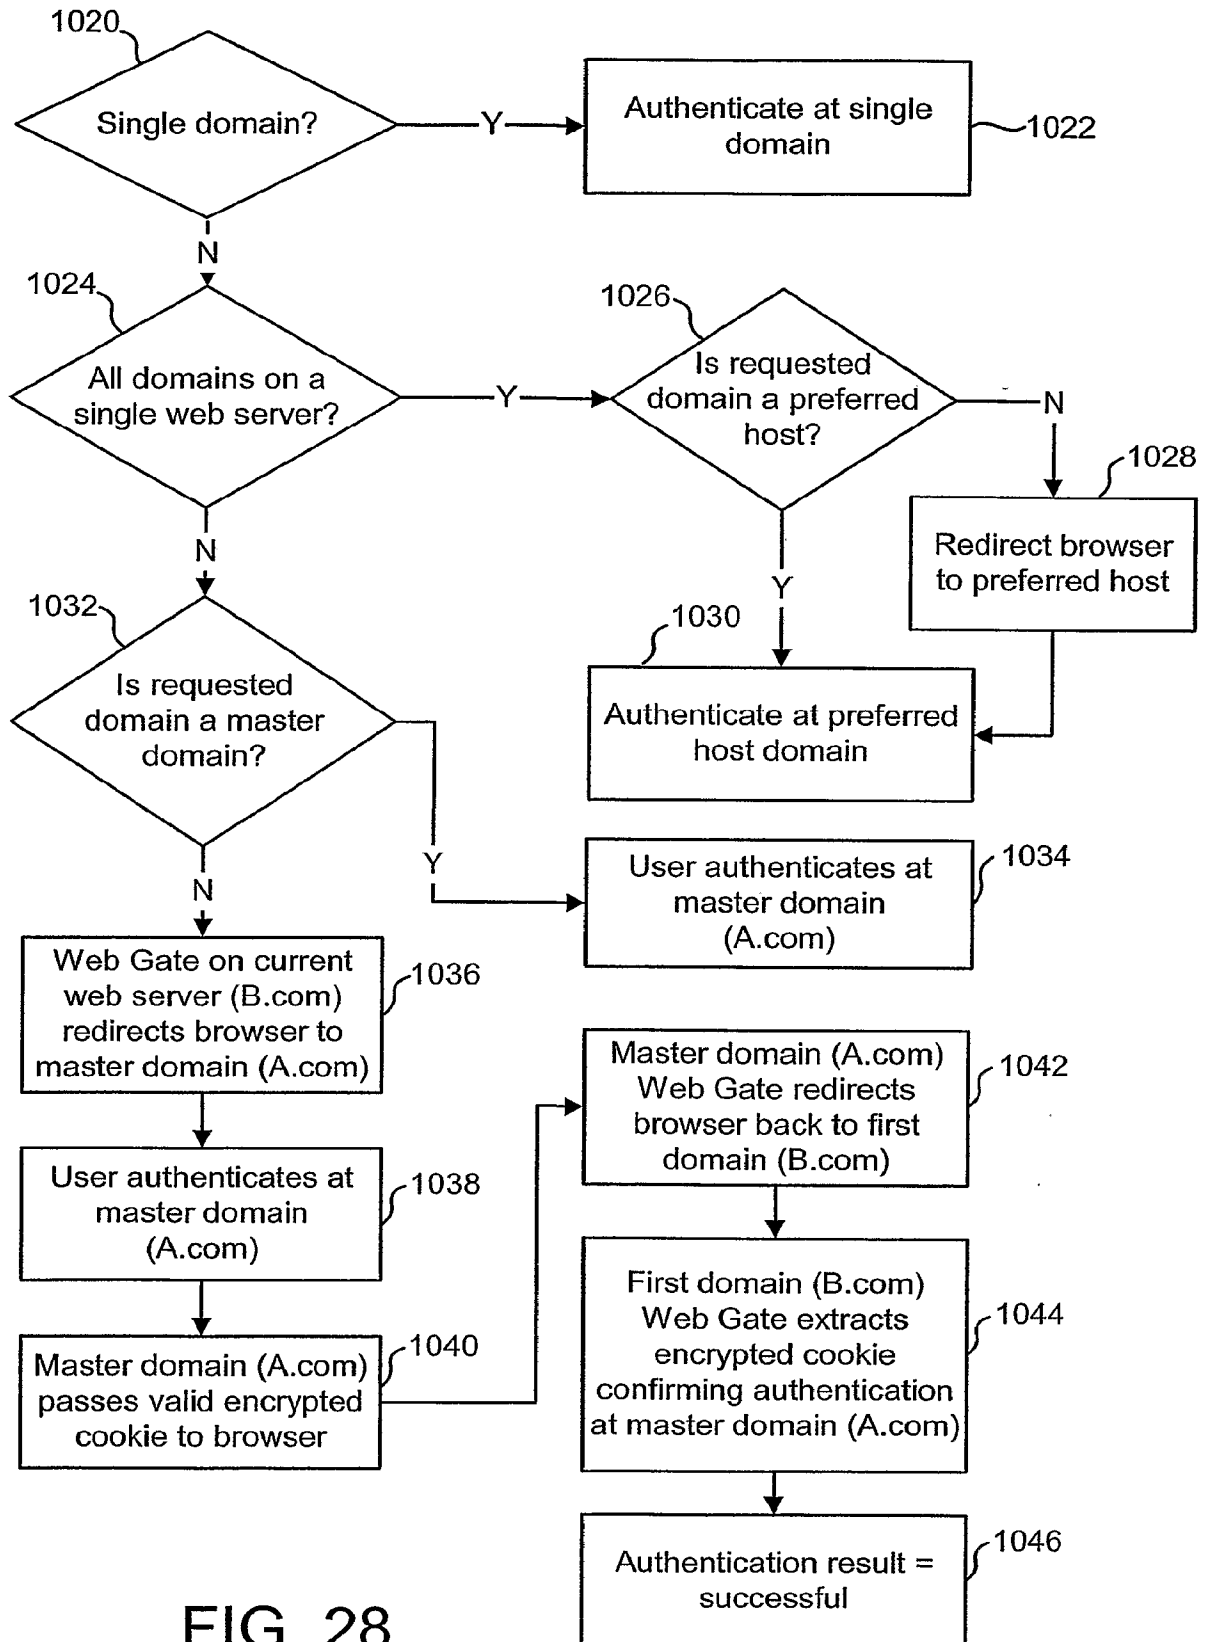 1020
Single domain?
Y
Authenticate at single
domain
1022
N
1024
All domains on a
single web server?
Y
1026
Is requested
domain a preferred
host?
N
1028
Redirect browser
to preferred host
Y
1030
Authenticate at preferred
host domain
N
1032
Is requested
domain a master
domain?
Y
1034
User authenticates at
master domain
(A.com)
N
Web Gate on current
web server (B.com)
redirects browser to
master domain (A.com)
1036
User authenticates at
master domain
(A.com)
1038
Master domain (A.com)
passes valid encrypted
cookie to browser
1040
Master domain (A.com)
Web Gate redirects
browser back to first
domain (B.com)
1042
First domain (B.com)
Web Gate extracts
encrypted cookie
confirming authentication
at master domain (A.com)
1044
Authentication result =
successful
1046
FIG. 28